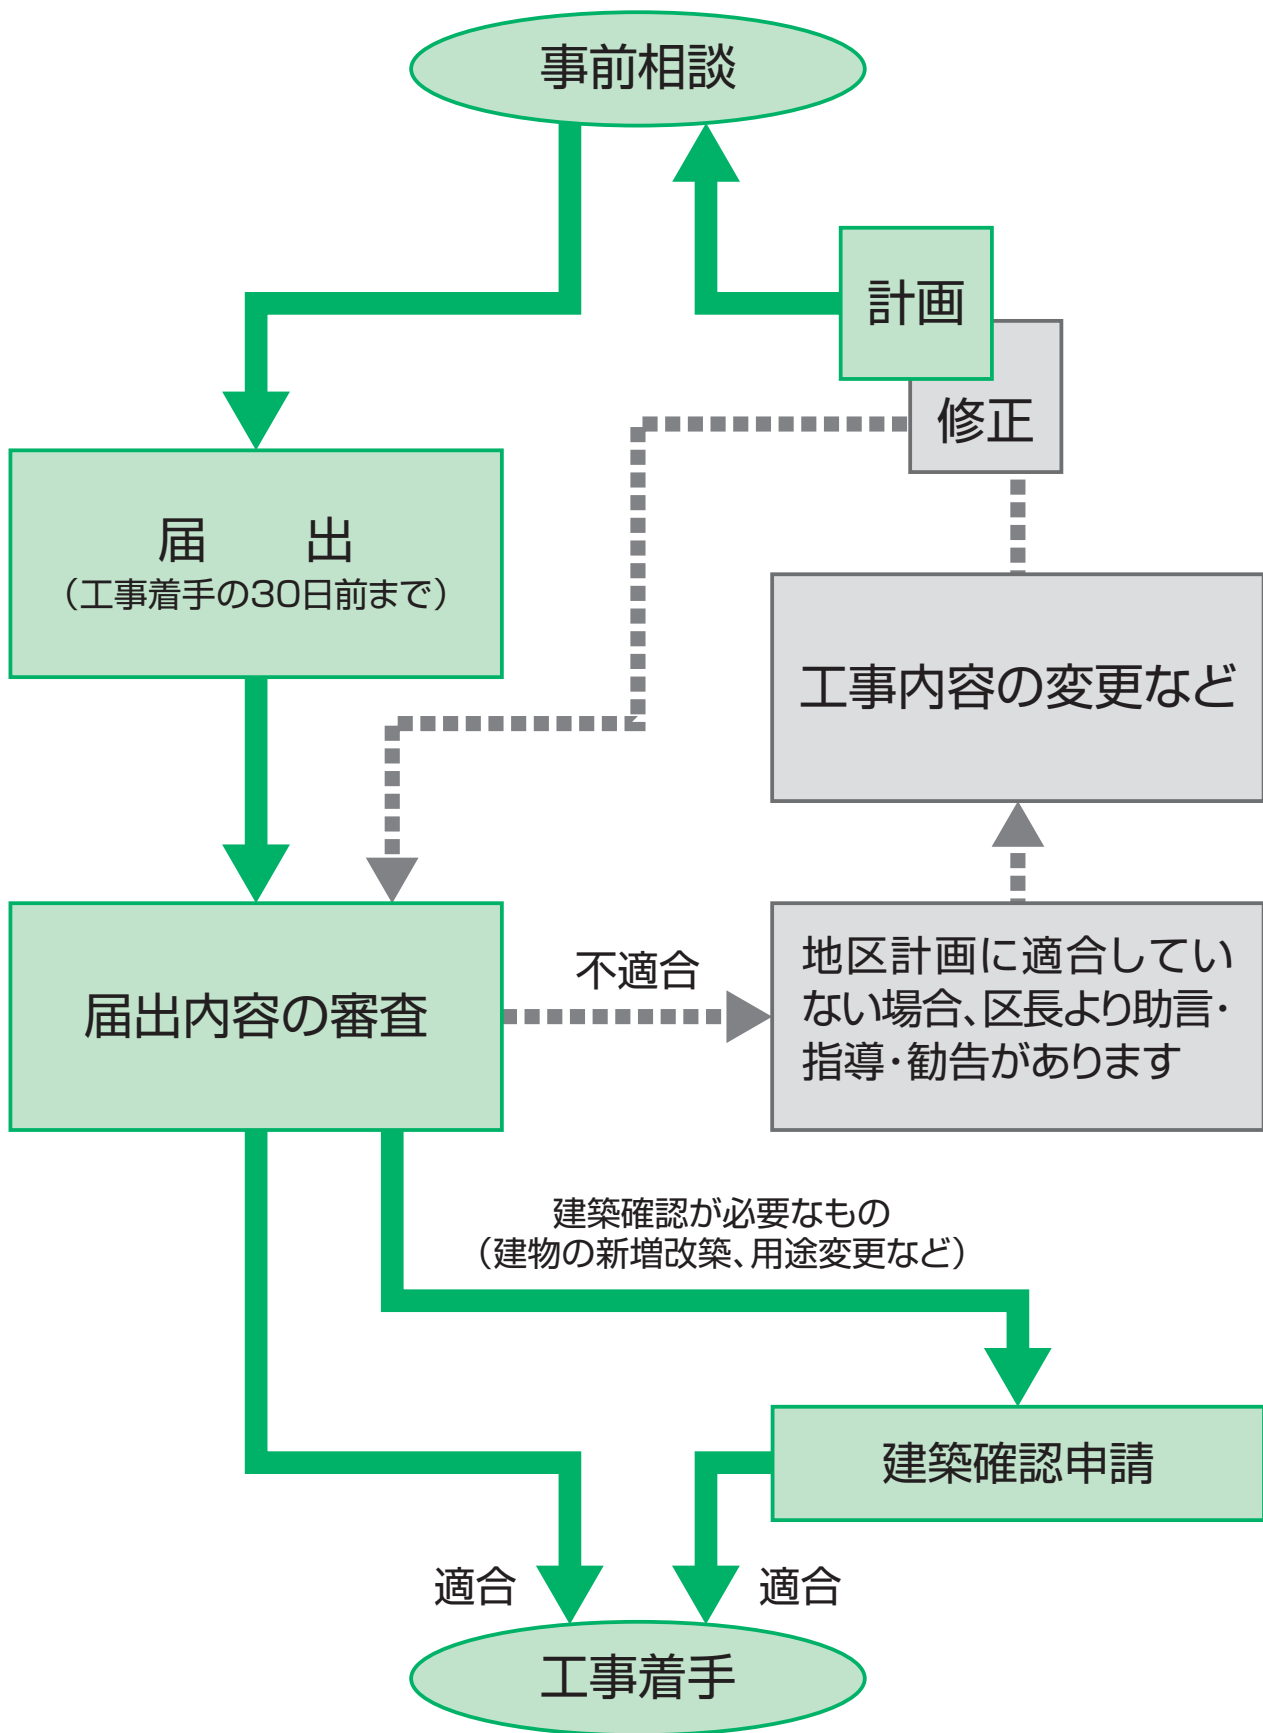 事前相談
計画
修正
届　出
（工事着手の30日前まで）
工事内容の変更など
届出内容の審査
不適合
地区計画に適合してい
ない場合、区長より助言・
指導・勧告があります
建築確認が必要なもの
（建物の新増改築、用途変更など）
建築確認申請
適合
適合
工事着手